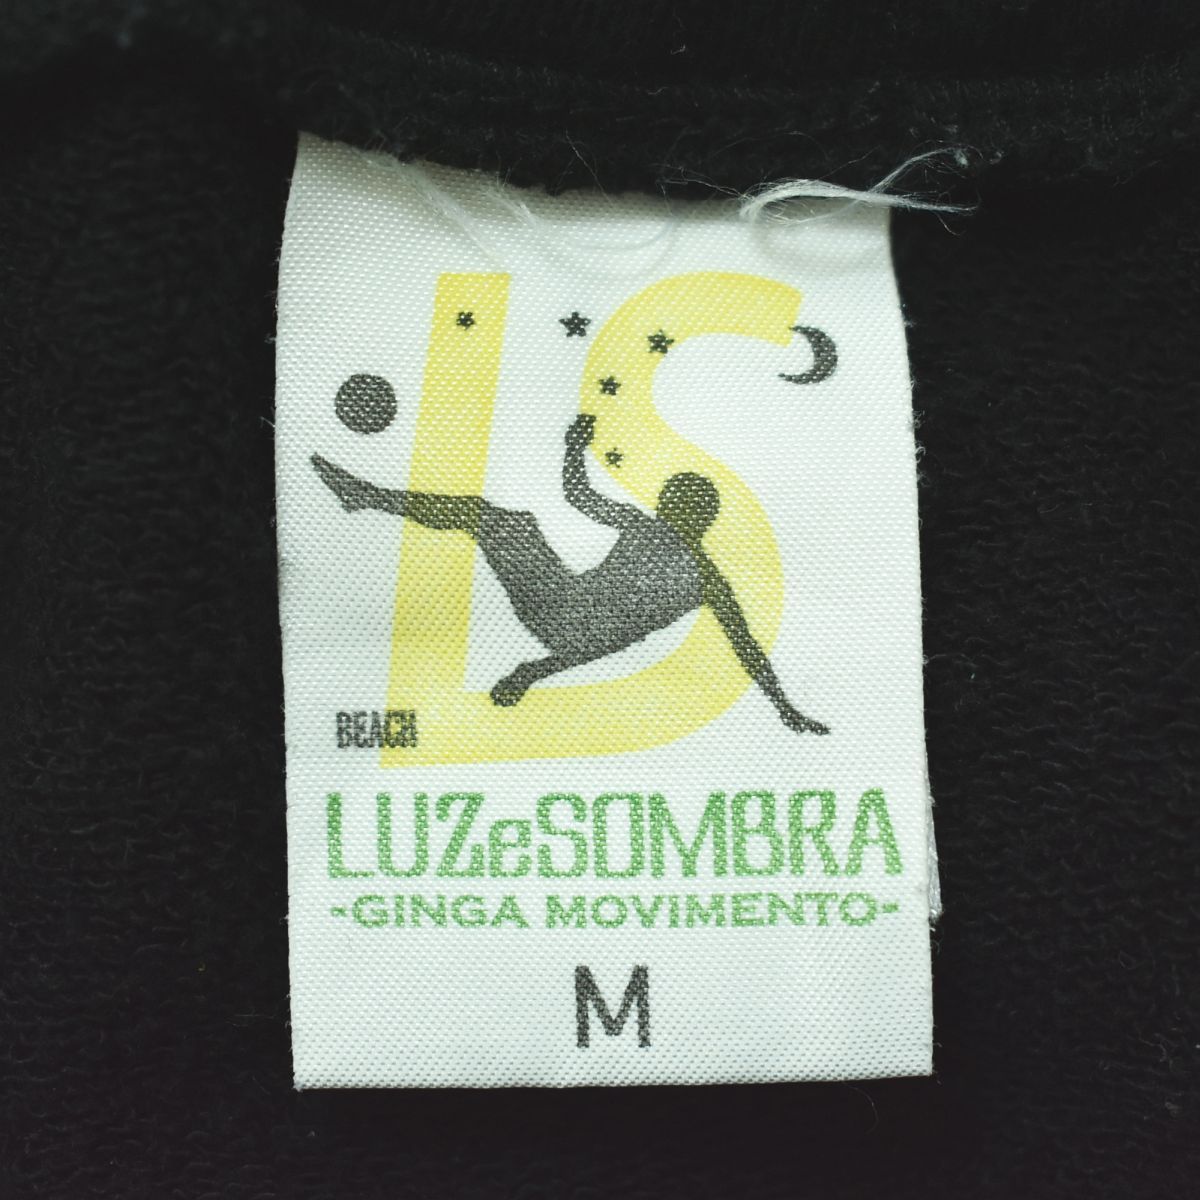 LS
BEACH
LUZeSOMBRA
-GINGA MOVIMENTO-
M